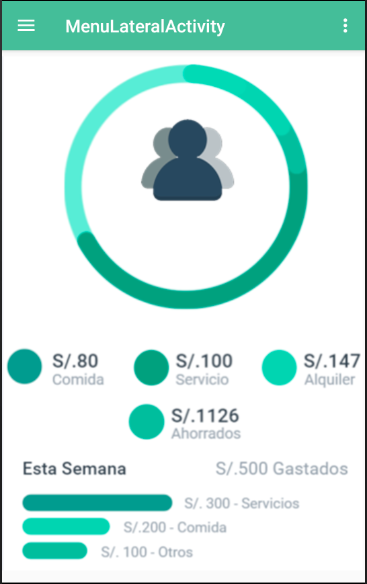 MenuLateralActivity
S/.80
Comida
S/.100
Servicio
S/.147
Alquiler
S/.1126
Ahorrados
Esta Semana S/.500 Gastados
S/. 300 - Servicios
S/.200 - Comida
S/. 100 - Otros